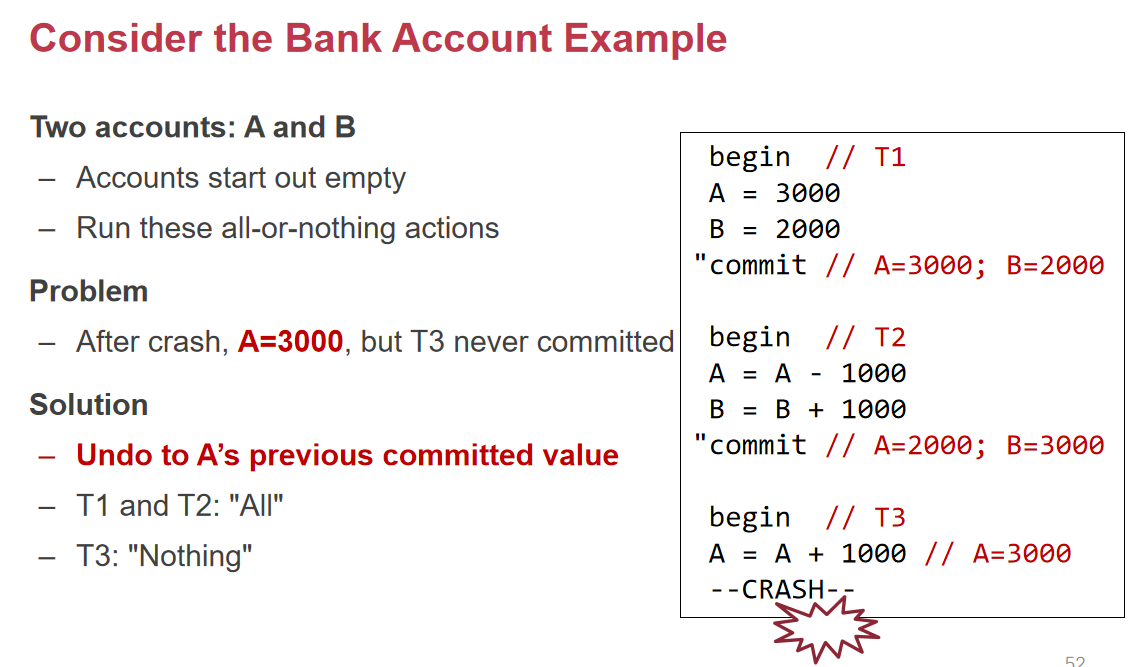 Consider the Bank Account Example
Two accounts: A and B
– Accounts start out empty
– Run these all-or-nothing actions
Problem
– After crash, A=3000, but T3 never committed
Solution
– Undo to A’s previous committed value
– T1 and T2: "All"
– T3: "Nothing"
begin // T1
A = 3000
B = 2000
"commit // A=3000; B=2000
begin // T2
A = A - 1000
B = B + 1000
"commit // A=2000; B=3000
begin // T3
A = A + 1000 // A=3000
--CRASH--
52